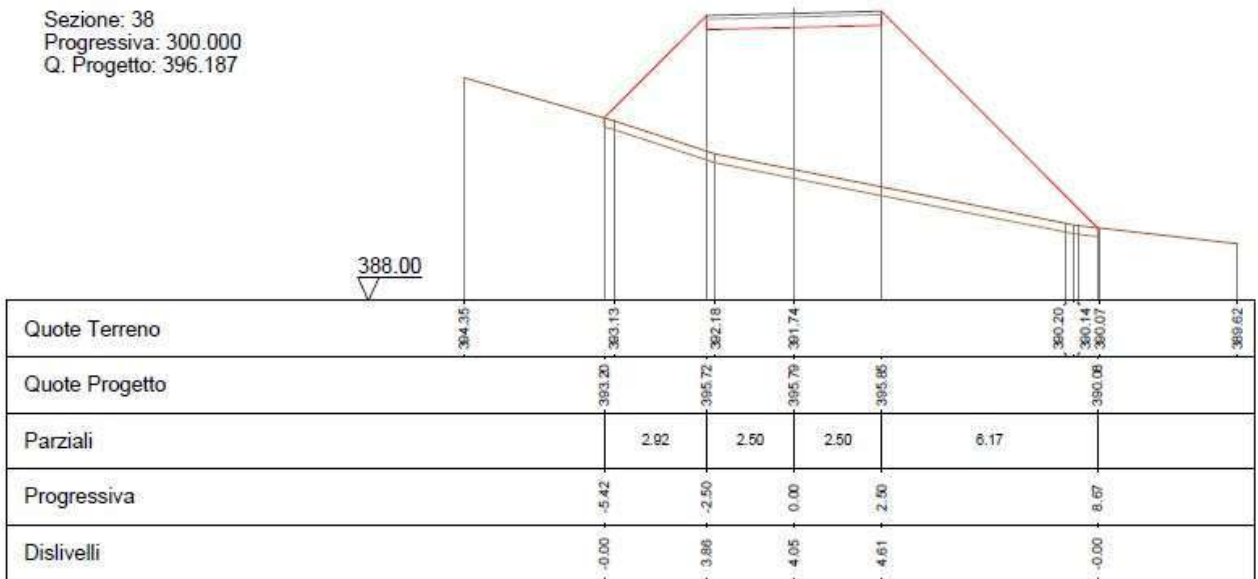 Sezione: 38
Progressiva: 300.000
Q. Progetto: 396.187
388.00
Quote Terreno 394.35 393.13 392.18 391.74 390.20 390.14 390.07 389.62
Quote Progetto 393.20 395.72 395.79 395.85 390.08
Parziali 2.92 2.50 2.50 6.17
Progressiva -5.42 -2.50 0.00 2.50 8.67
Dislivelli -0.00 3.86 4.05 4.61 -0.00